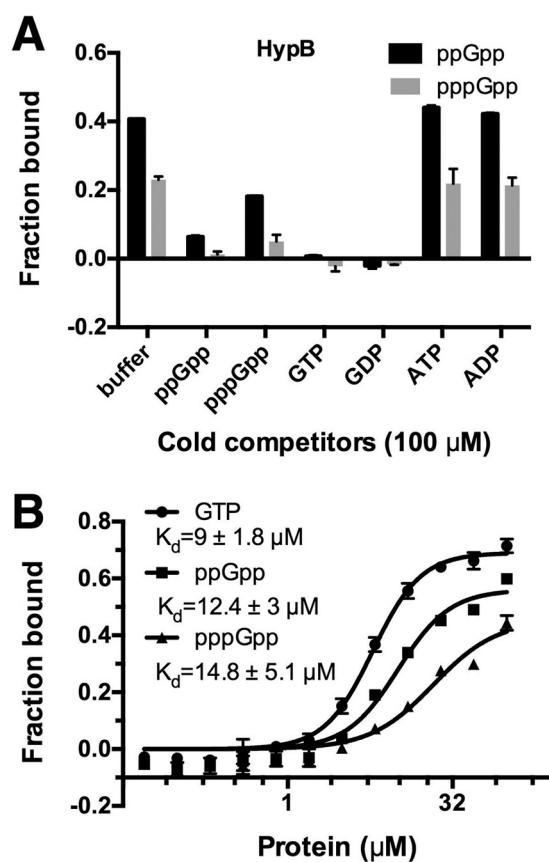 A
HypB
ppGpp
pppGpp
Fraction bound
0.6
0.4
0.2
0.0
-0.2
buffer
ppGpp
pppGpp
GTP
GDP
ATP
ADP
Cold competitors (100 µM)
B
GTP
Kd=9 ± 1.8 µM
ppGpp
Kd=12.4 ± 3 µM
pppGpp
Kd=14.8 ± 5.1 µM
Fraction bound
0.8
0.6
0.4
0.2
0.0
-0.2
1
32
Protein (µM)